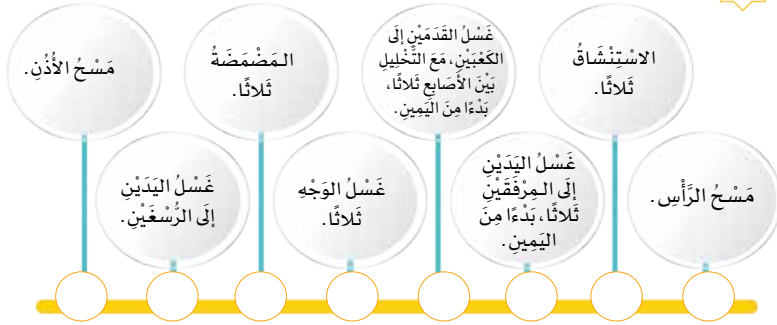 الاسْتِنْشَاقُ
ثَلاثًا.
غَسْلُ القَدَمَيْنِ إِلَى
الكَعْبَيْنِ، مَعَ التَّخْلِيلِ
بَيْنَ الأَصَابِعِ ثَلاثًا،
بَدْءًا مِنَ اليَمِينِ.
المَضْمَضَةُ
ثَلاثًا.
مَسْحُ الأُذُنِ.
مَسْحُ الرَّأْسِ.
غَسْلُ اليَدَيْنِ
إِلَى المِرْفَقَيْنِ
ثَلاثًا، بَدْءًا مِنَ
اليَمِينِ.
غَسْلُ الوَجْهِ
ثَلاثًا.
غَسْلُ اليَدَيْنِ
إِلَى الرُّسْغَيْنِ.